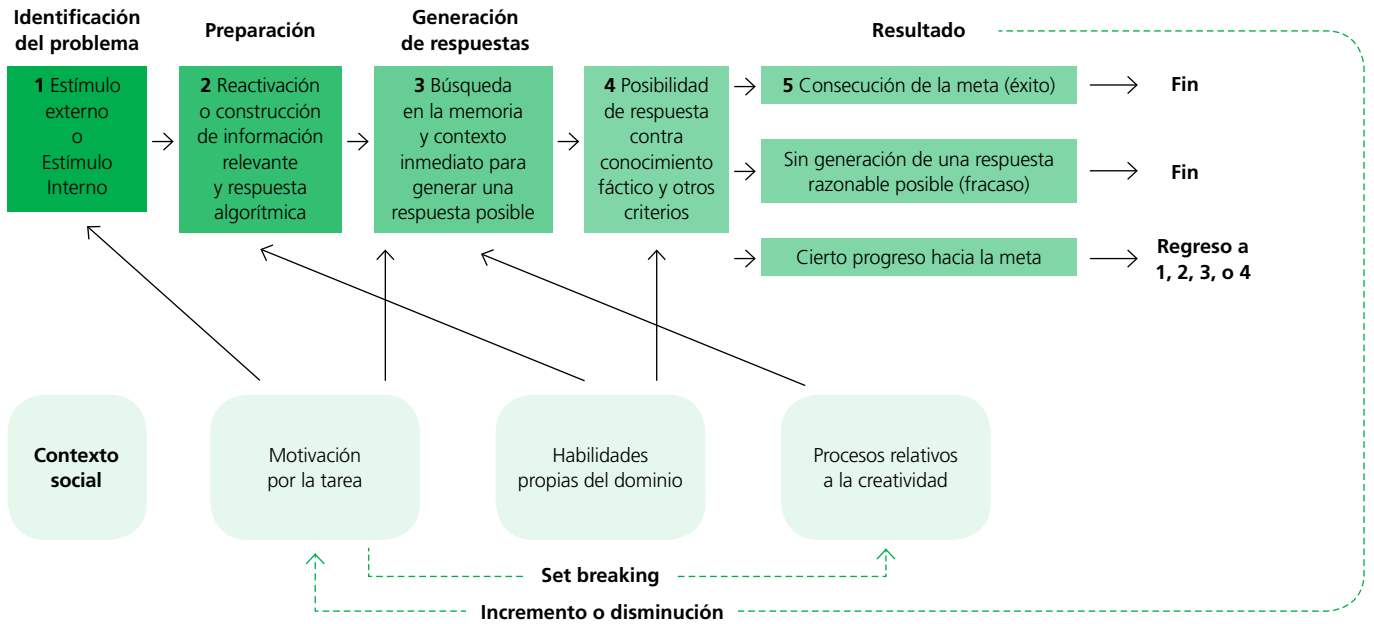 Identificación
del problema
Preparación
Generación
de respuestas
Resultado
1 Estímulo
externo
o
Estímulo
Interno
2 Reactivación
o construcción
de información
relevante
y respuesta
algorítmica
3 Búsqueda
en la memoria
y contexto
inmediato para
generar una
respuesta posible
4 Posibilidad
de respuesta
contra
conocimiento
fáctico y otros
criterios
5 Consecución de la meta (éxito)
Fin
Sin generación de una respuesta
razonable posible (fracaso)
Fin
Cierto progreso hacia la meta
Regreso a
1, 2, 3, o 4
Contexto
social
Motivación
por la tarea
Habilidades
propias del dominio
Procesos relativos
a la creatividad
Set breaking
Incremento o disminución